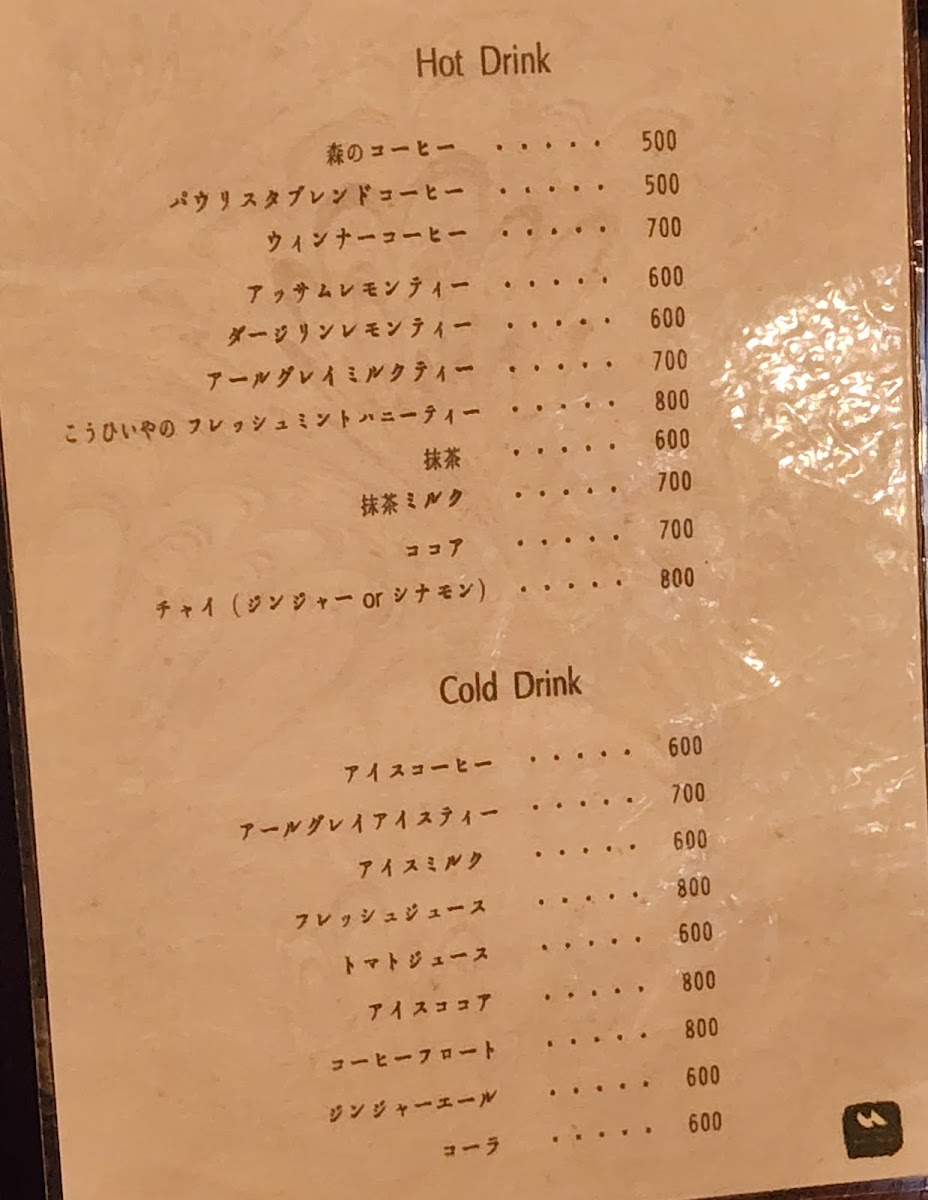 Hot Drink
森のコーヒー ・・・・・ 500
パウリスタブレンドコーヒー ・・・・・ 500
ウィンナーコーヒー ・・・・・ 700
アッサムレモンティー ・・・・・ 600
ダージリンレモンティー ・・・・・ 600
アールグレイミルクティー ・・・・・ 700
こうひいやの フレッシュミントハニーティー ・・・・・ 800
抹茶 ・・・・・ 600
抹茶ミルク ・・・・・ 700
ココア ・・・・・ 700
チャイ（ジンジャー or シナモン） ・・・・・ 800
Cold Drink
アイスコーヒー ・・・・・ 600
アールグレイアイスティー ・・・・・ 700
アイスミルク ・・・・・ 600
フレッシュジュース ・・・・・ 800
トマトジュース ・・・・・ 600
アイスココア ・・・・・ 800
コーヒーフロート ・・・・・ 800
ジンジャーエール ・・・・・ 600
コーラ ・・・・・ 600